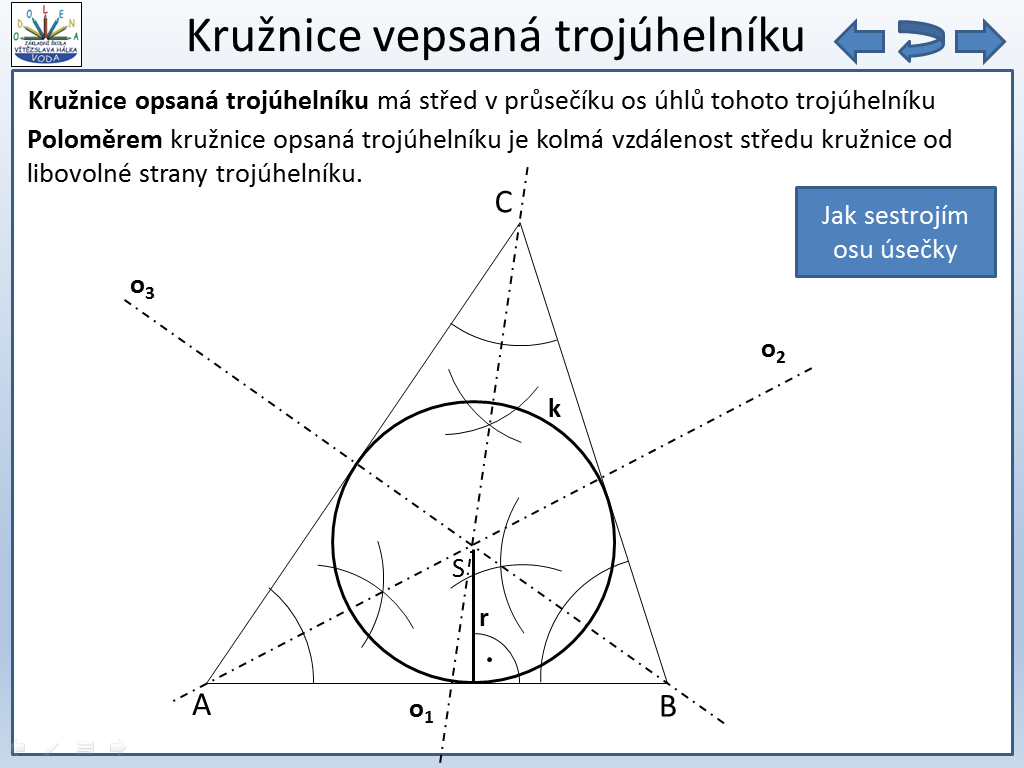 DOLENA
ZÁKLADNÍ ŠKOLA
VÍTĚZSLAVA HÁLKA
VODA
Kružnice vepsaná trojúhelníku
Kružnice opsaná trojúhelníku má střed v průsečíku os úhlů tohoto trojúhelníku
Poloměrem kružnice opsaná trojúhelníku je kolmá vzdálenost středu kružnice od
libovolné strany trojúhelníku.
Jak sestrojím
osu úsečky
C
o3
o2
k
S
r
A
o1
B